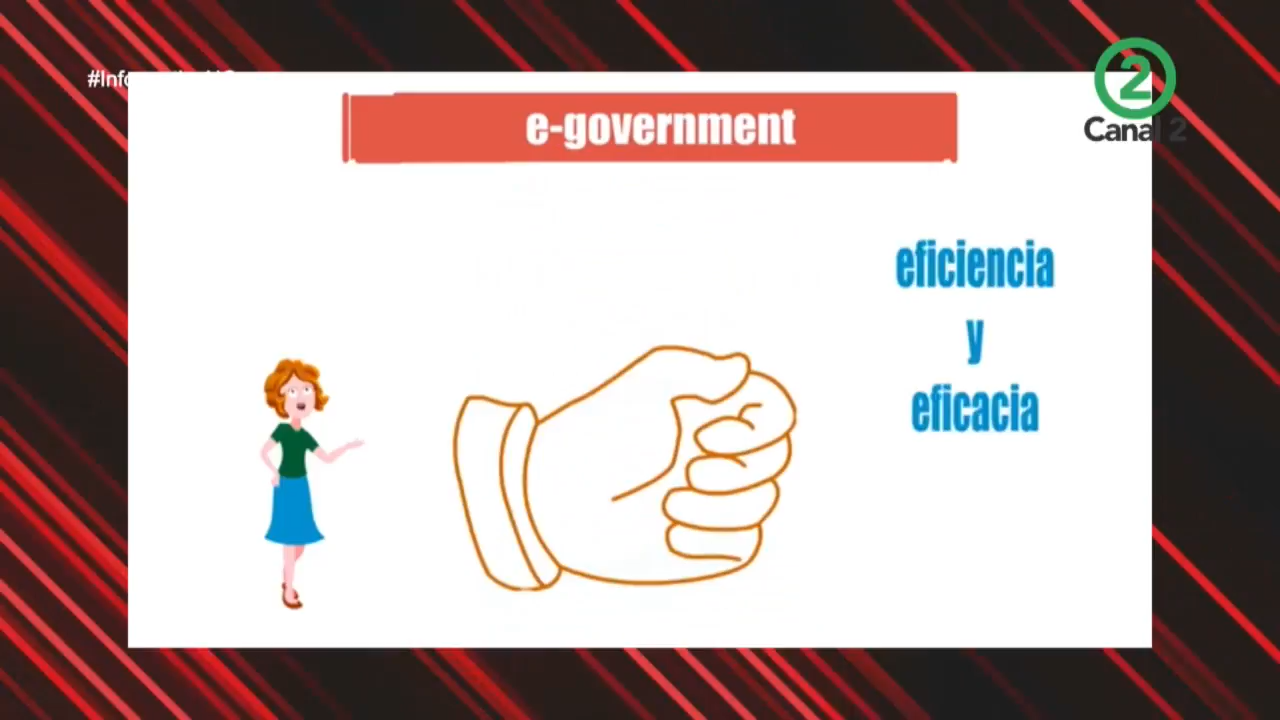 e-government
2
Canal 2
eficiencia
y
eficacia